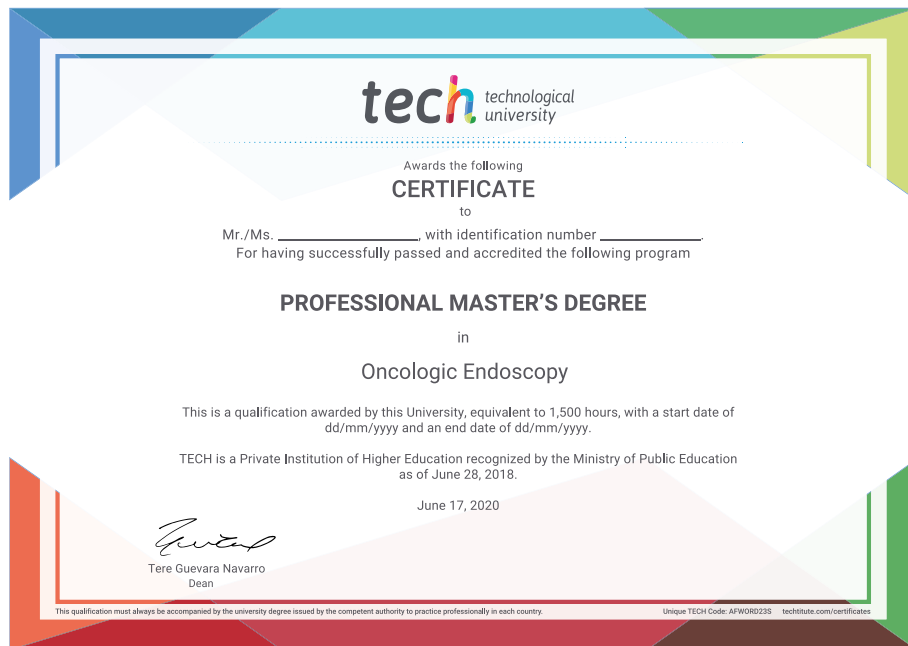 tech technological
university
Awards the following
CERTIFICATE
to
Mr./Ms. ____________________, with identification number ______________.
For having successfully passed and accredited the following program
PROFESSIONAL MASTER'S DEGREE
in
Oncologic Endoscopy
This is a qualification awarded by this University, equivalent to 1,500 hours, with a start date of
dd/mm/yyyy and an end date of dd/mm/yyyy.
TECH is a Private Institution of Higher Education recognized by the Ministry of Public Education
as of June 28, 2018.
June 17, 2020
Tere Guevara Navarro
Dean
This qualification must always be accompanied by the university degree issued by the competent authority to practice professionally in each country. Unique TECH Code: AFWORD23S techtitute.com/certificates